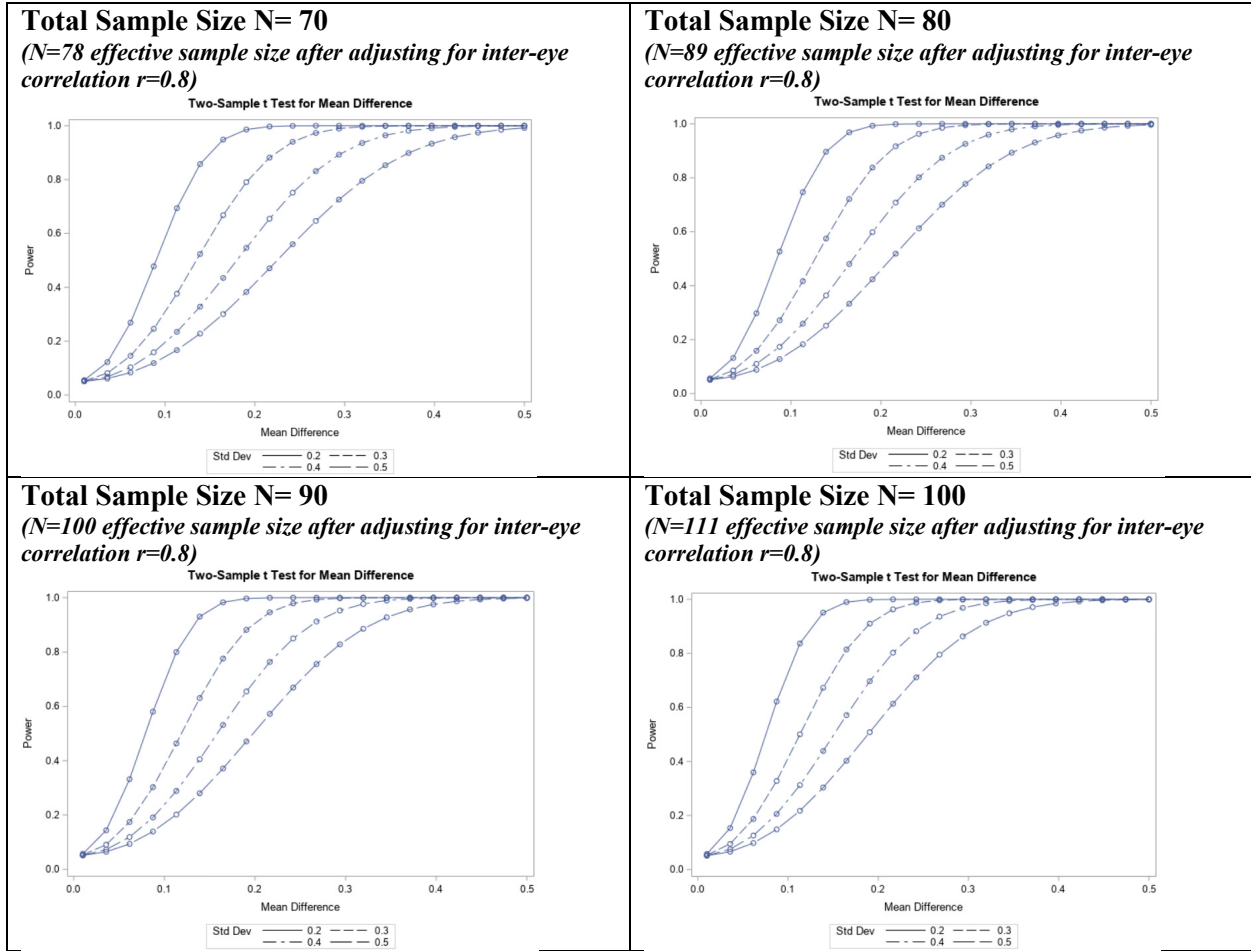 Total Sample Size N= 70
(N=78 effective sample size after adjusting for inter-eye
correlation r=0.8)
Two-Sample t Test for Mean Difference
1.0
0.8
0.6
0.4
0.2
0.0
Power
0.0 0.1 0.2 0.3 0.4 0.5
Mean Difference
Std Dev 0.2 0.3
0.4 0.5
Total Sample Size N= 80
(N=89 effective sample size after adjusting for inter-eye
correlation r=0.8)
Two-Sample t Test for Mean Difference
1.0
0.8
0.6
0.4
0.2
0.0
Power
0.0 0.1 0.2 0.3 0.4 0.5
Mean Difference
Std Dev 0.2 0.3
0.4 0.5
Total Sample Size N= 90
(N=100 effective sample size after adjusting for inter-eye
correlation r=0.8)
Two-Sample t Test for Mean Difference
1.0
0.8
0.6
0.4
0.2
0.0
Power
0.0 0.1 0.2 0.3 0.4 0.5
Mean Difference
Std Dev 0.2 0.3
0.4 0.5
Total Sample Size N= 100
(N=111 effective sample size after adjusting for inter-eye
correlation r=0.8)
Two-Sample t Test for Mean Difference
1.0
0.8
0.6
0.4
0.2
0.0
Power
0.0 0.1 0.2 0.3 0.4 0.5
Mean Difference
Std Dev 0.2 0.3
0.4 0.5